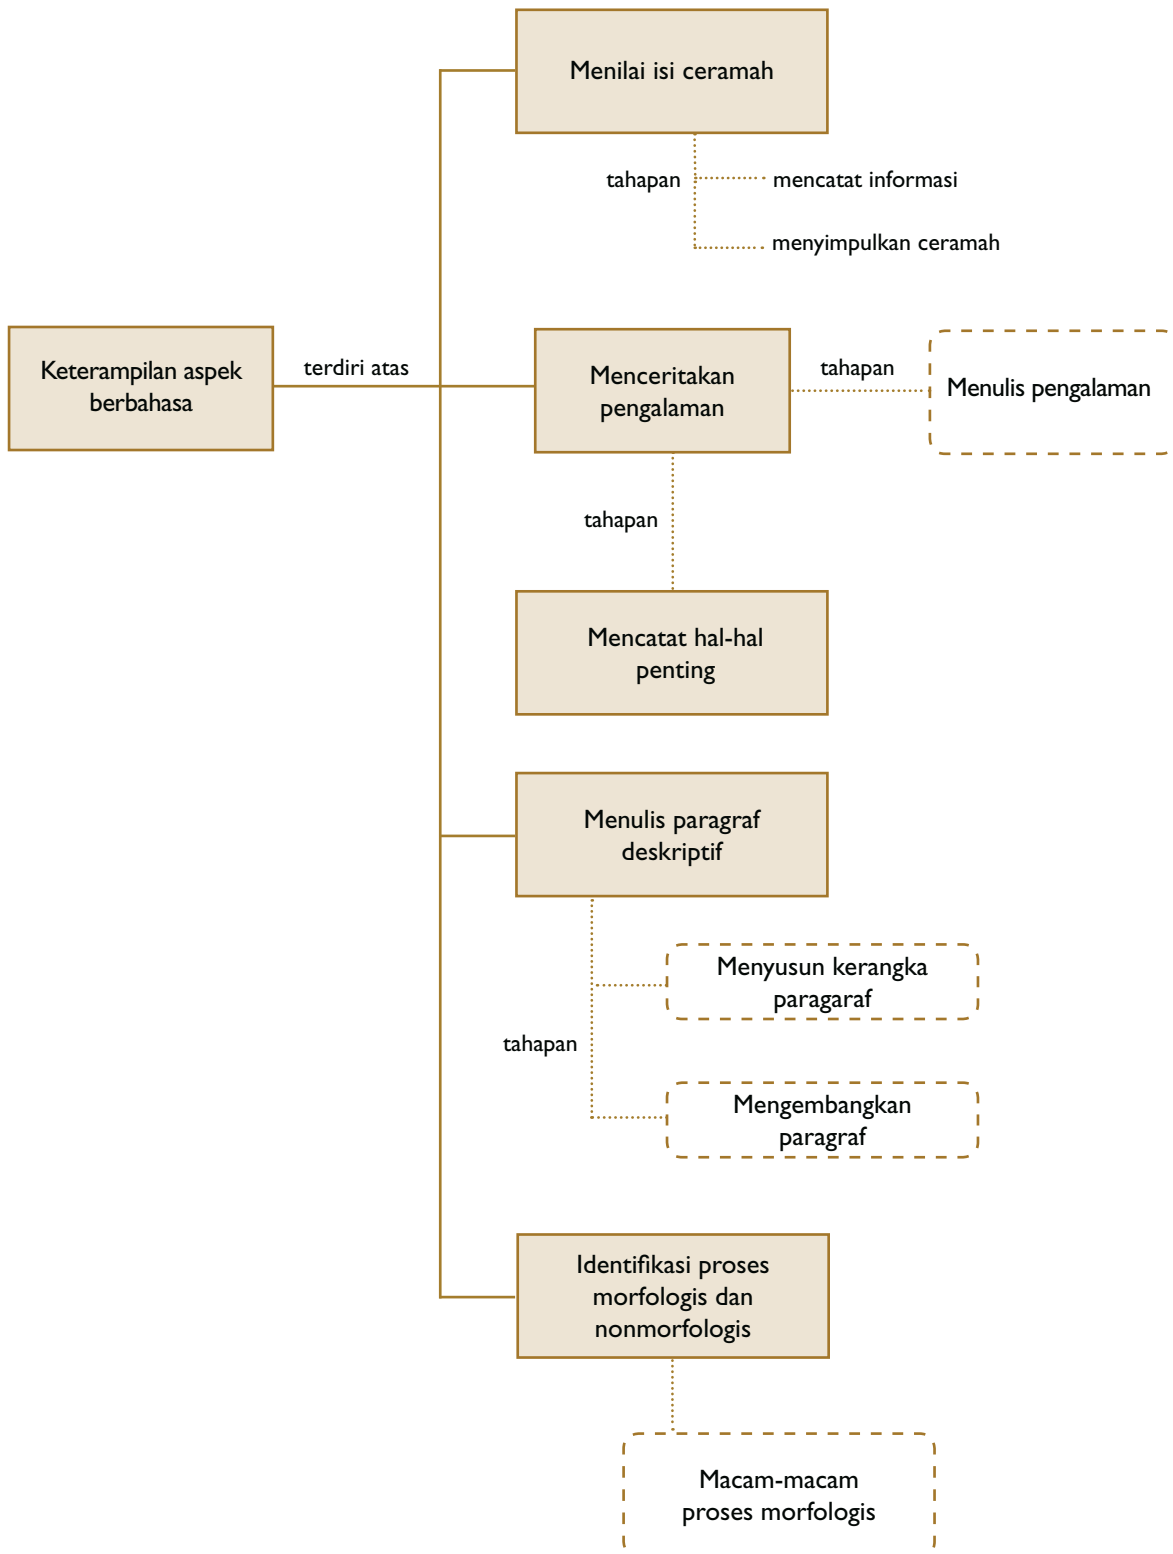 Menilai isi ceramah
tahapan
mencatat informasi
menyimpulkan ceramah
Keterampilan aspek
berbahasa
terdiri atas
Menceritakan
pengalaman
tahapan
Menulis pengalaman
tahapan
Mencatat hal-hal
penting
Menulis paragraf
deskriptif
Menyusun kerangka
paragaraf
tahapan
Mengembangkan
paragraf
Identifikasi proses
morfologis dan
nonmorfologis
Macam-macam
proses morfologis